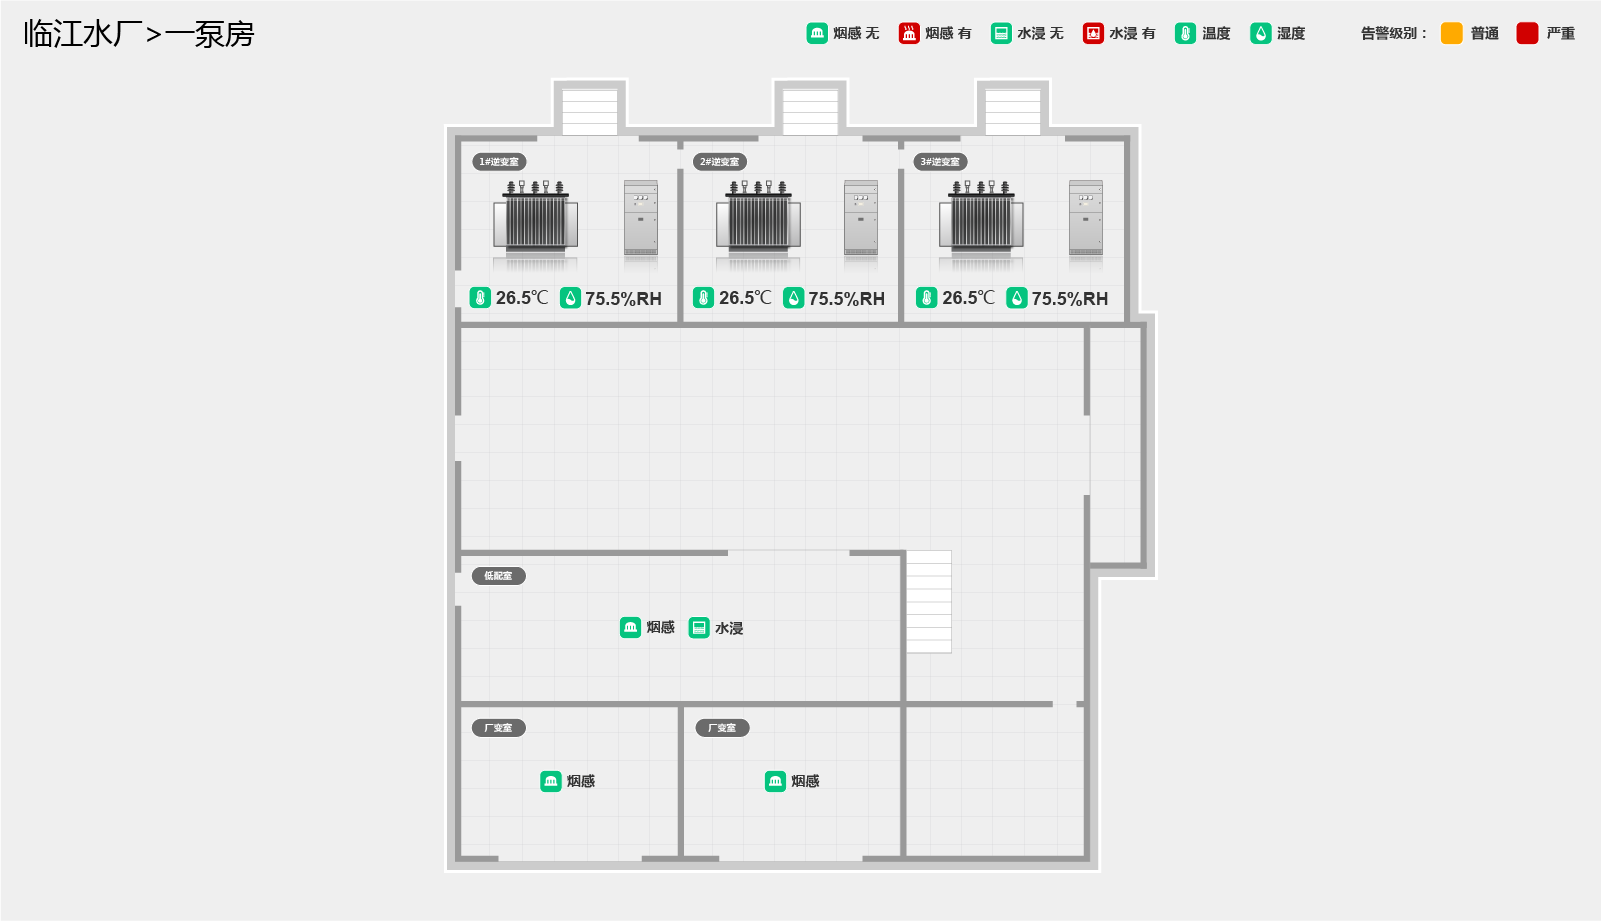 临江水厂>一泵房
烟感 无 烟感 有 水浸 无 水浸 有 温度 湿度 告警级别： 普通 严重
1#逆变室 2#逆变室 3#逆变室
26.5℃ 75.5%RH 26.5℃ 75.5%RH 26.5℃ 75.5%RH
低配室
烟感 水浸
厂变室 厂变室
烟感 烟感